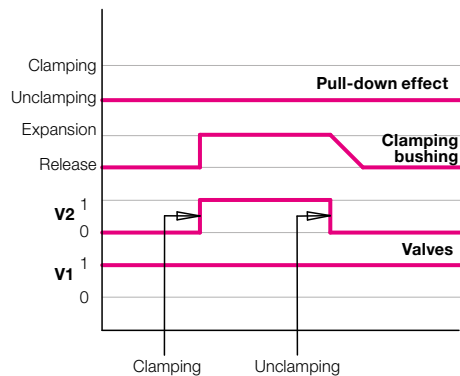 Clamping
Pull-down effect
Unclamping
Expansion
Clamping
bushing
Release
V2
1
0
Valves
V1
1
0
Clamping
Unclamping